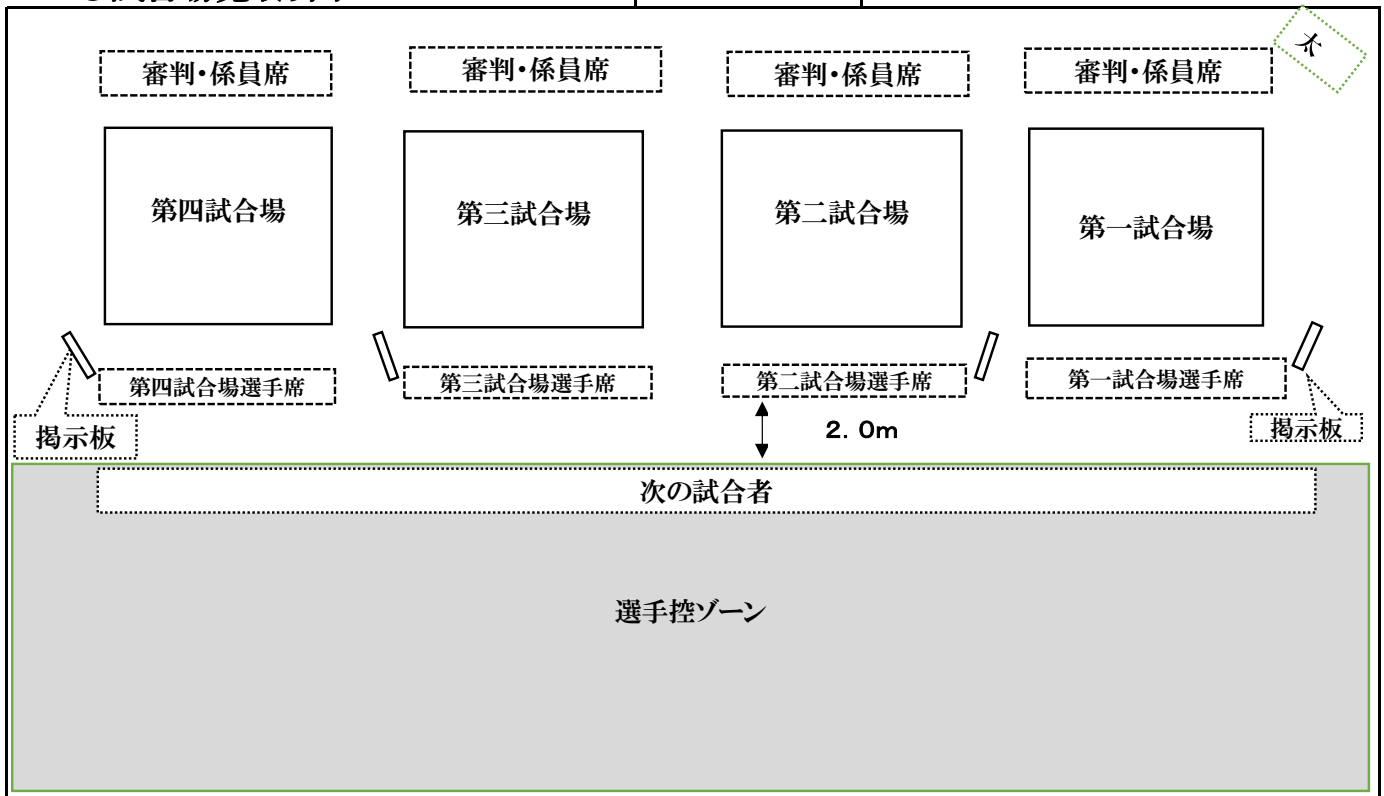 太
審判・係員席
審判・係員席
審判・係員席
審判・係員席
第四試合場
第三試合場
第二試合場
第一試合場
第四試合場選手席
第三試合場選手席
第二試合場選手席
第一試合場選手席
掲示板
2．0m
掲示板
次の試合者
選手控ゾーン